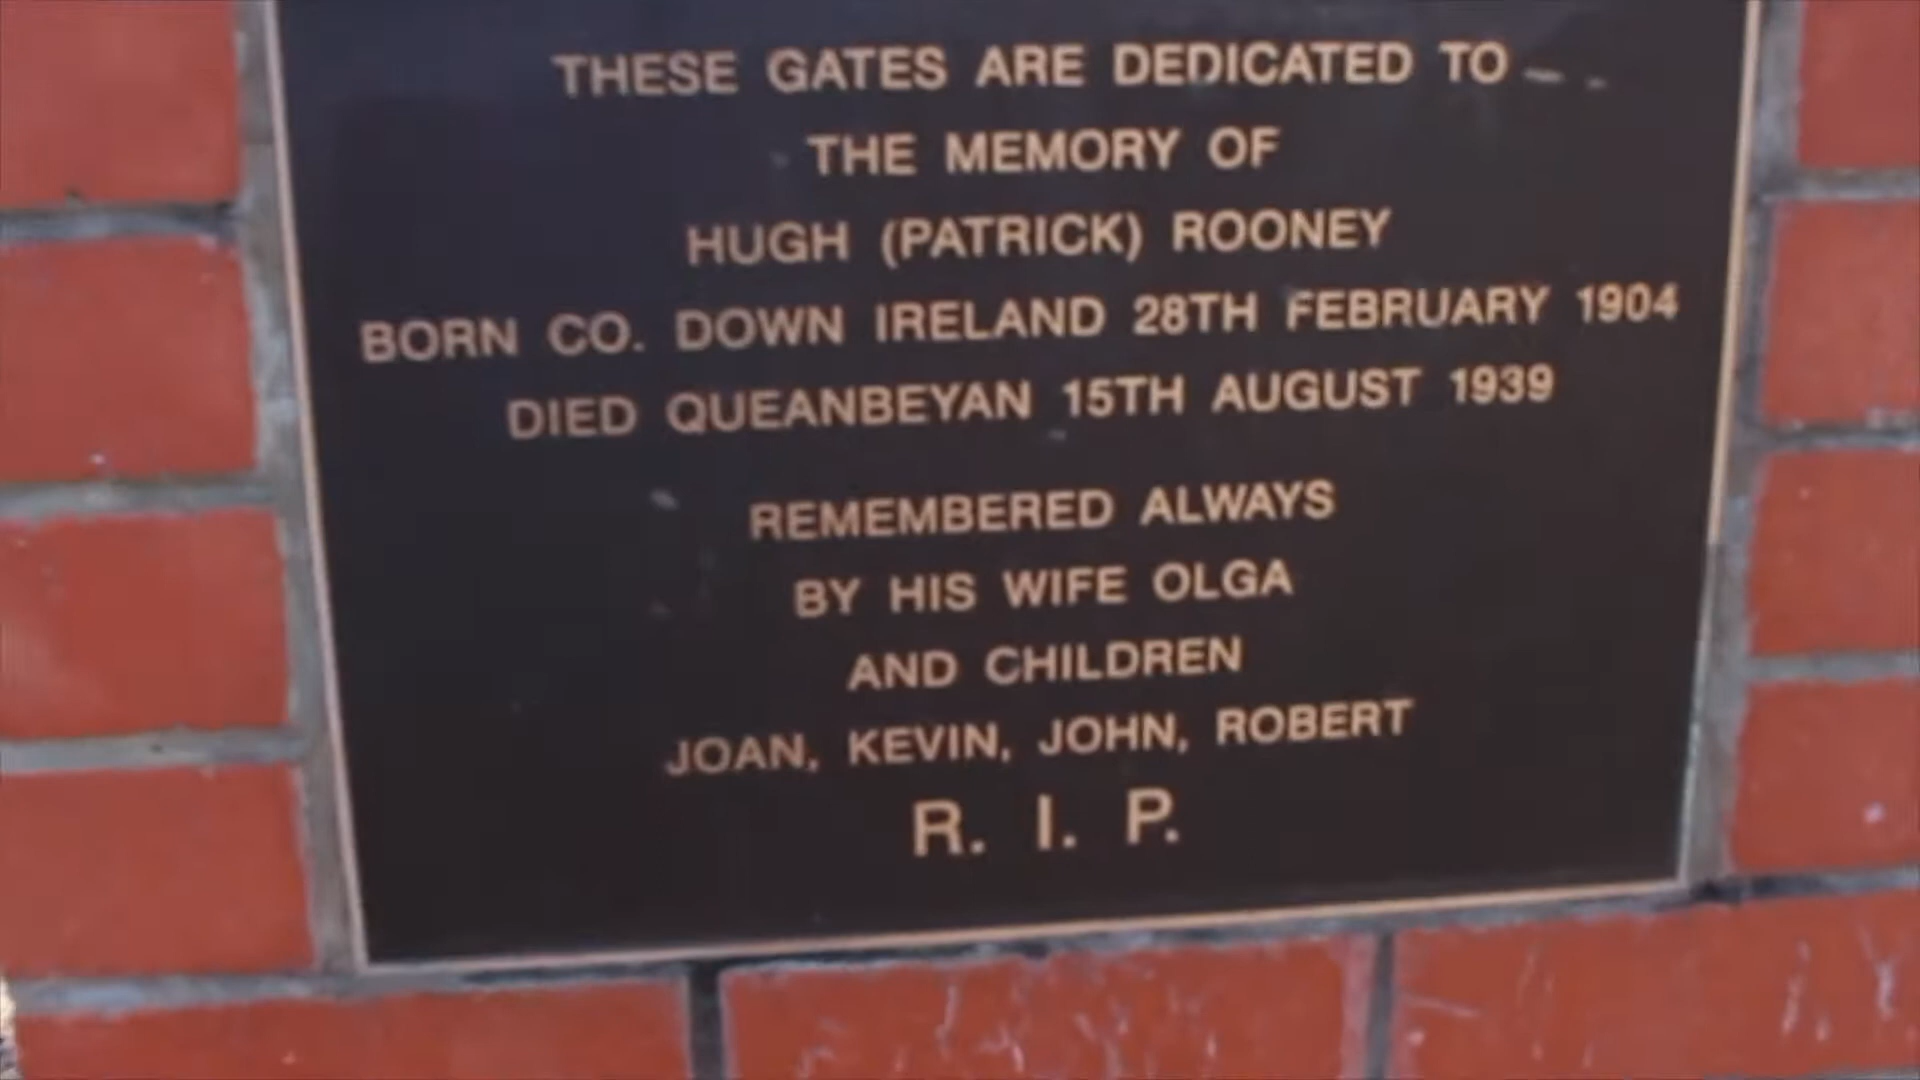 THESE GATES ARE DEDICATED TO
THE MEMORY OF
HUGH (PATRICK) ROONEY
BORN CO. DOWN IRELAND 28TH FEBRUARY 1904
DIED QUEANBEYAN 15TH AUGUST 1939
REMEMBERED ALWAYS
BY HIS WIFE OLGA
AND CHILDREN
JOAN, KEVIN, JOHN, ROBERT
R. I. P.